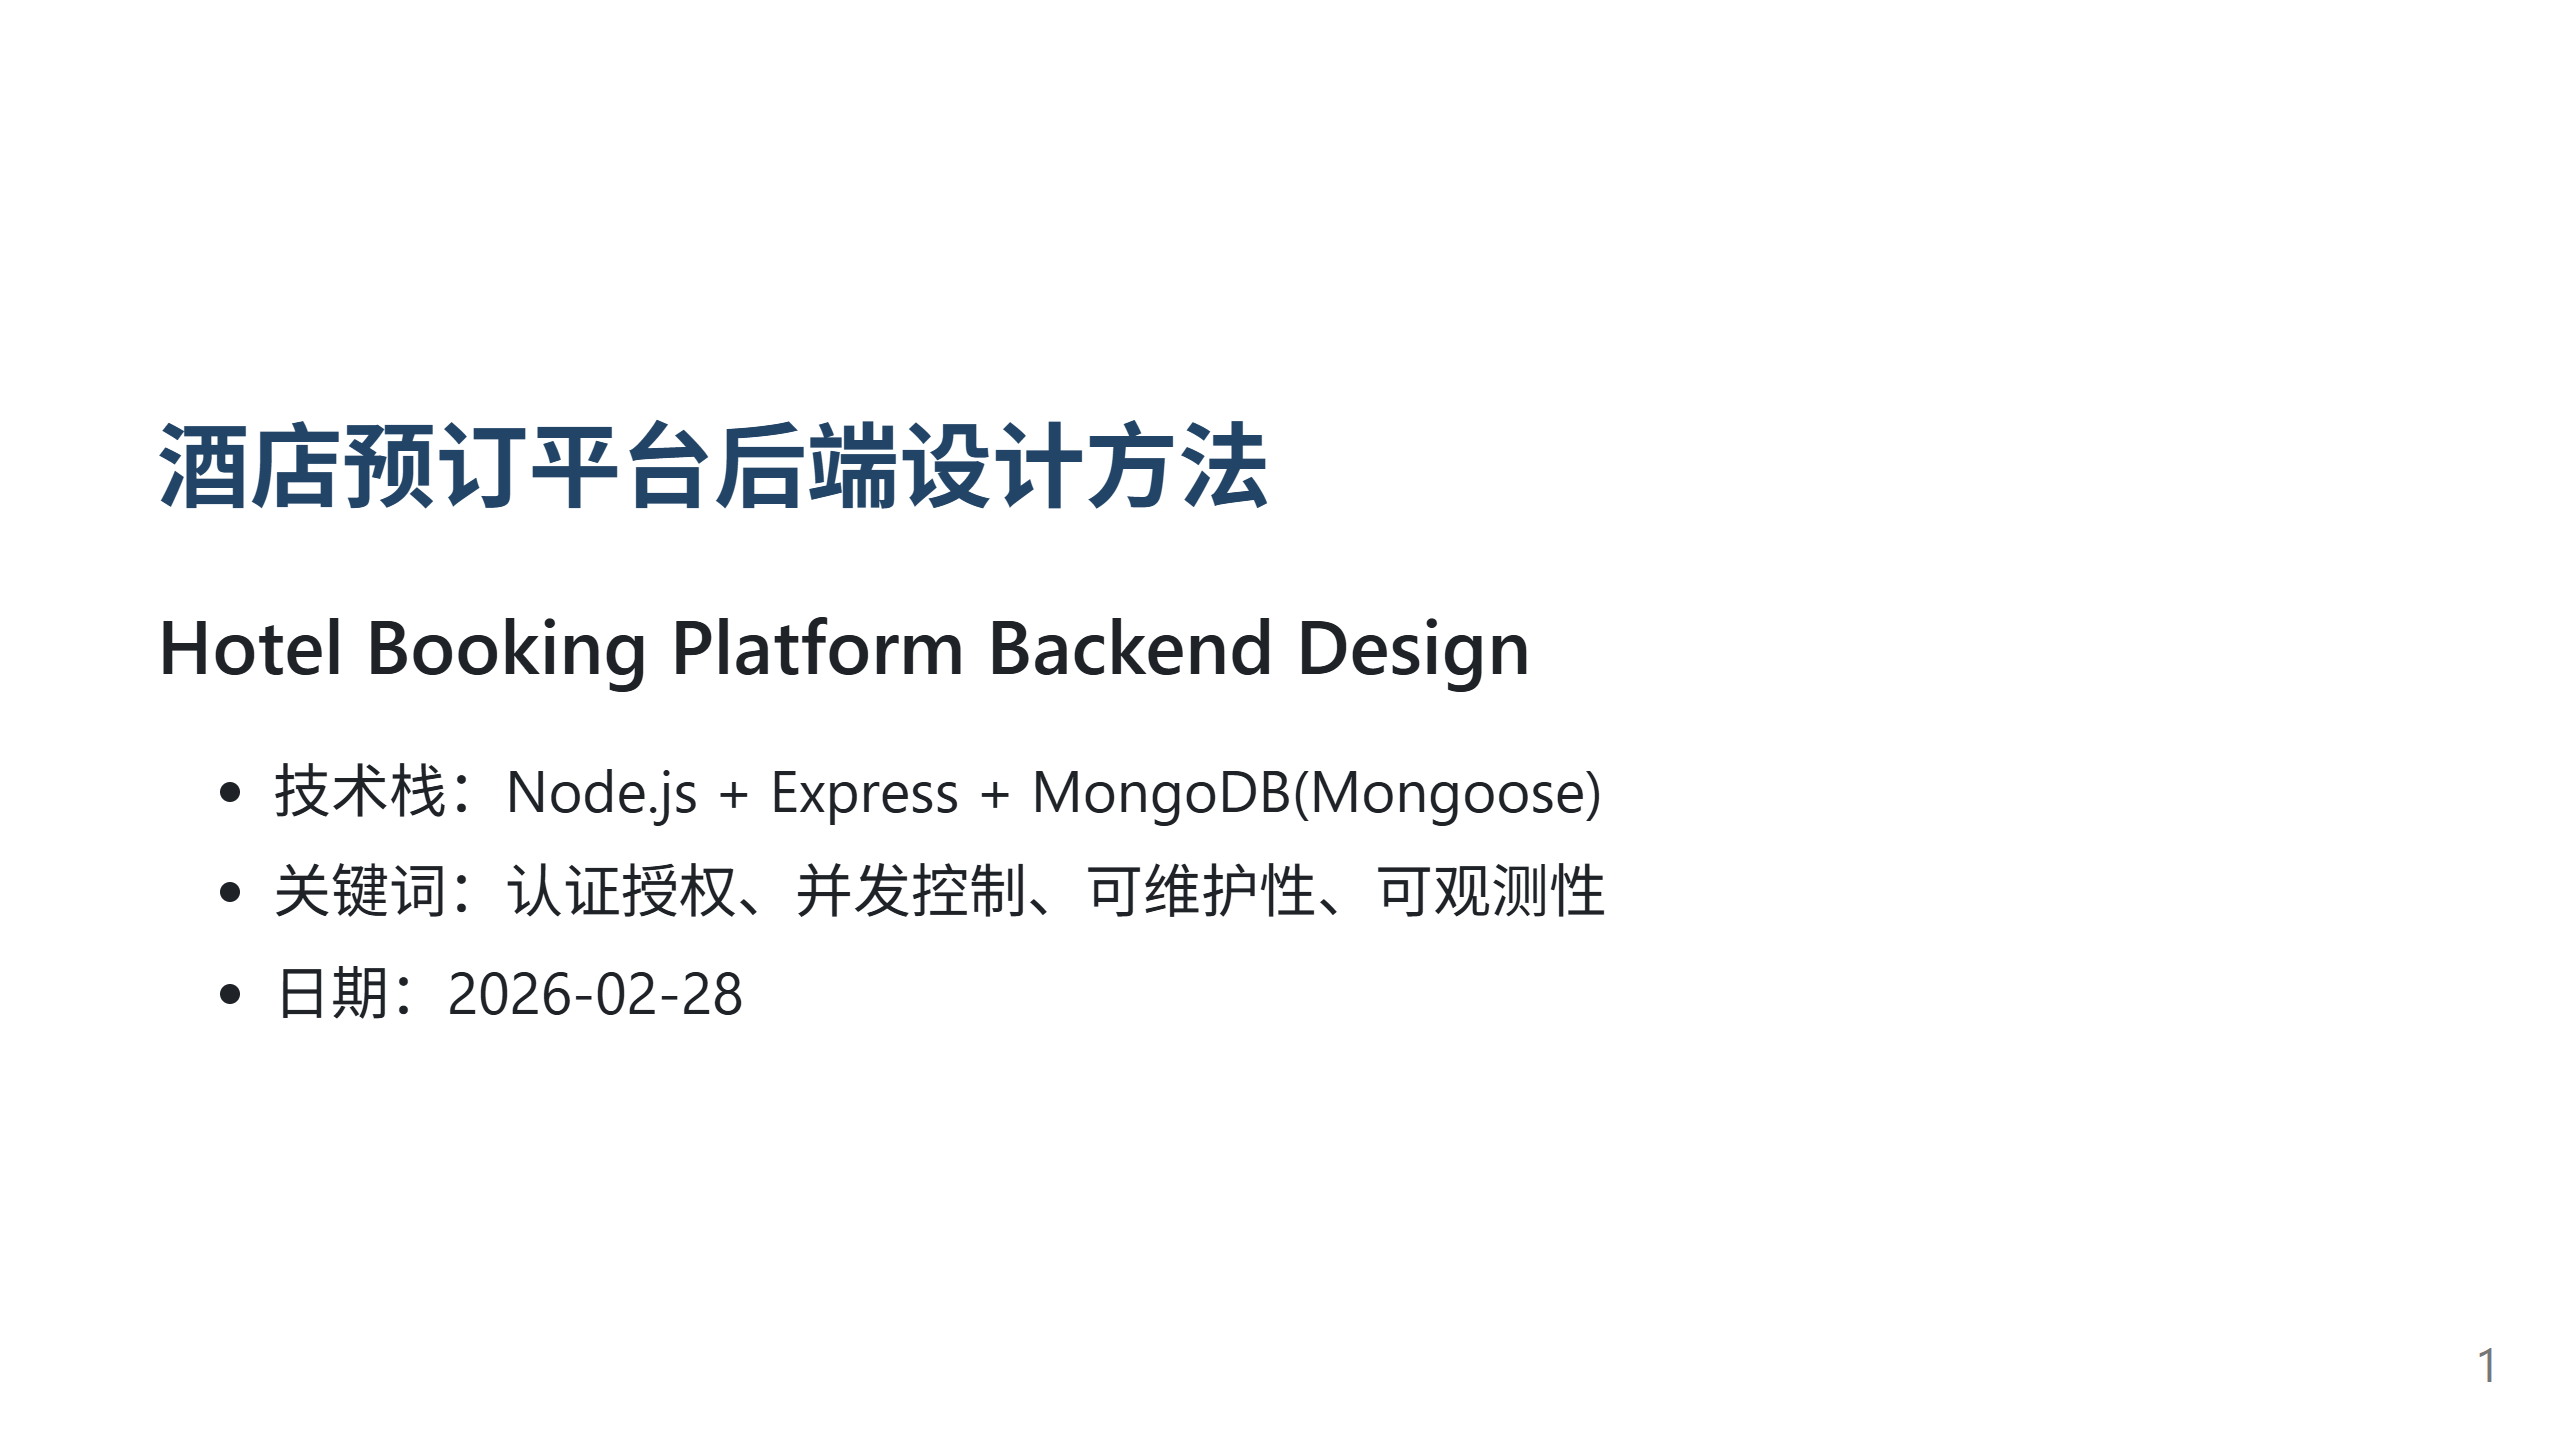 酒店预订平台后端设计方法
Hotel Booking Platform Backend Design
• 技术栈：Node.js + Express + MongoDB(Mongoose)
• 关键词：认证授权、并发控制、可维护性、可观测性
• 日期：2026-02-28
1